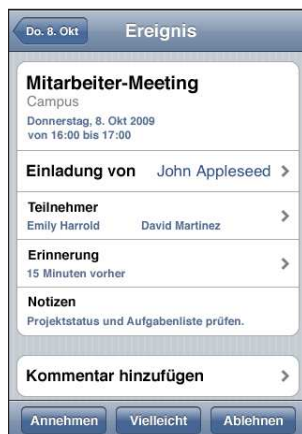 Do. 8. Okt Ereignis
Mitarbeiter-Meeting
Campus
Donnerstag, 8. Okt 2009
von 16:00 bis 17:00
Einladung von John Appleseed
Teilnehmer
Emily Harrold David Martinez
Erinnerung
15 Minuten vorher
Notizen
Projektstatus und Aufgabenliste prüfen.
Kommentar hinzufügen
Annehmen Vielleicht Ablehnen